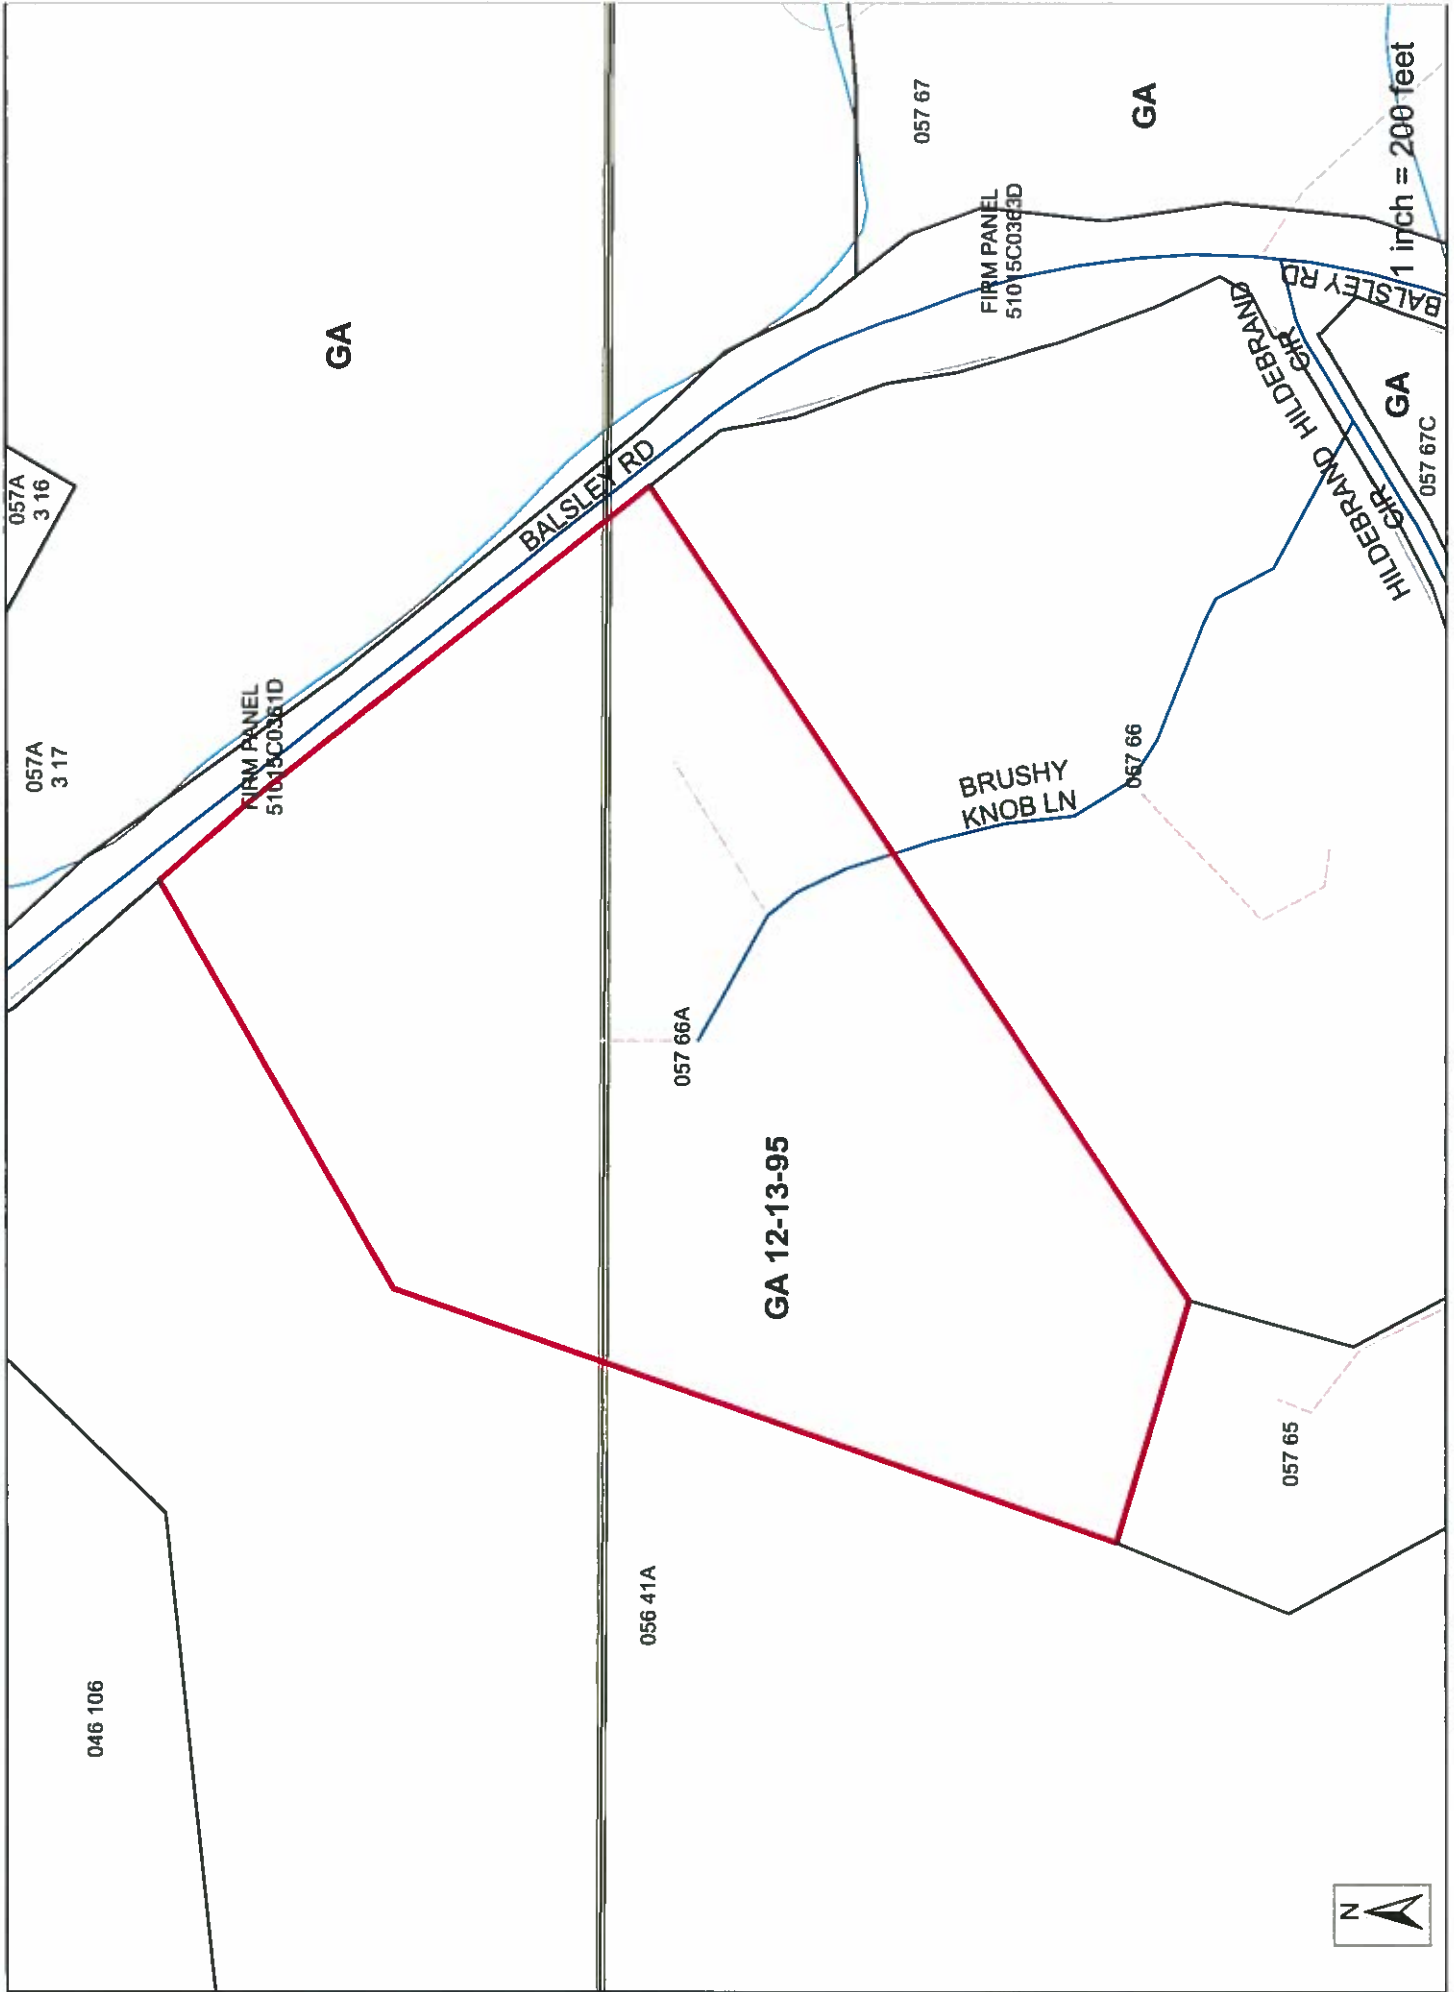 046 106
057A
3 17
057A
3 16
FIRM PANEL
51015C0361D
GA
BALSLEY RD
056 41A
057 66A
GA 12-13-95
BRUSHY
KNOB LN
057 66
FIRM PANEL
51015C0363D
057 67
GA
HILDEBRAND
CIR
HILDEBRAND
HILDEBRAND
CIR
BALSLEY RD
GA
057 67C
057 65
N
1 inch = 200 feet